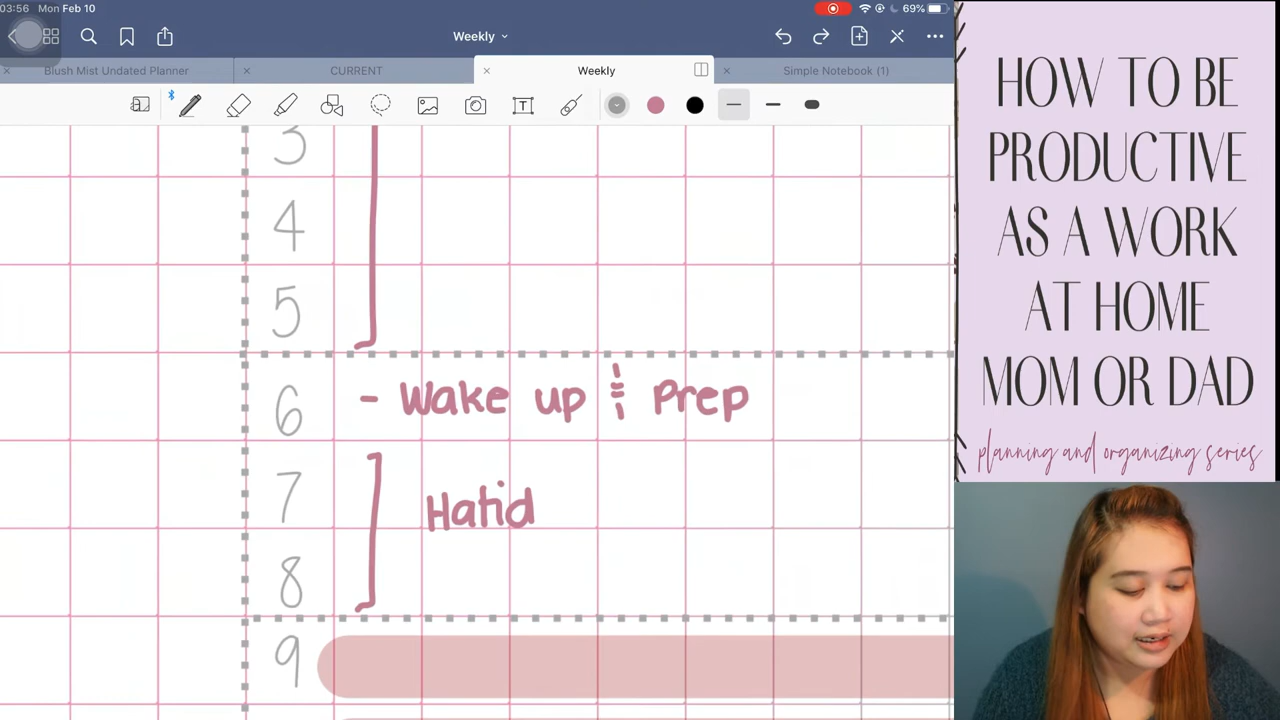 03:56 Mon Feb 10
69%
Weekly
Blush Mist Undated Planner
CURRENT
Weekly
Simple Notebook (1)
T
3
4
5
6 - Wake up & Prep
7
Hatid
8
9
HOW TO BE
PRODUCTIVE
AS A WORK
AT HOME
MOM OR DAD
planning and organizing series